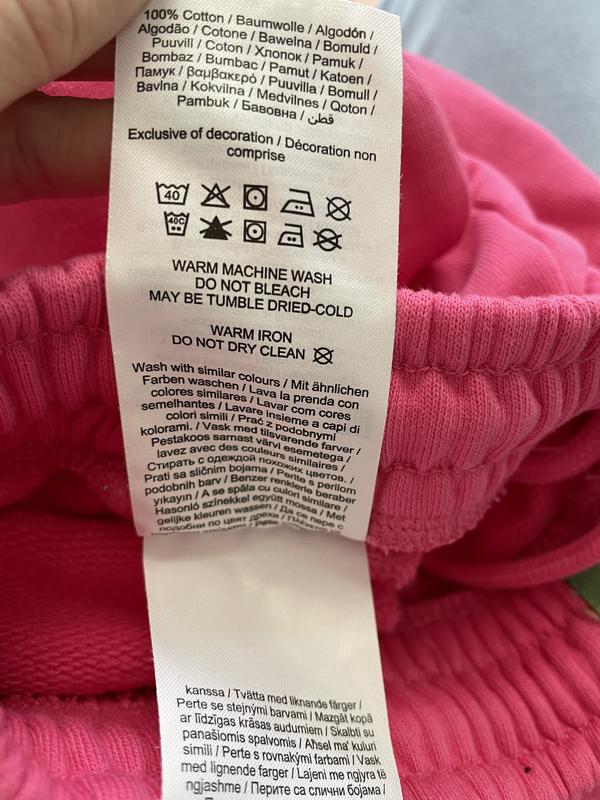 100% Cotton / Baumwolle / Algodón /
Algodão / Cotone / Bawelna / Bomuld /
Puuvill / Coton / Хлопок / Pamuk /
Bombaz / Bumbac / Pamut / Katoen /
Памук / βαμβακερό / Puuvilla / Bomull /
Bavlna / Kokvilna / Medvilnes / Qoton /
Pambuk / Бавовна / قطن
Exclusive of decoration / Décoration non
comprise
40
40C
WARM MACHINE WASH
DO NOT BLEACH
MAY BE TUMBLE DRIED-COLD
WARM IRON
DO NOT DRY CLEAN
Wash with similar colours / Mit ähnlichen
Farben waschen / Lava la prenda con
colores similares / Lavar com cores
semelhantes / Lavare insieme a capi di
colori simili / Prać z podobnymi
kolorami. / Vask med tilsvarende farver /
Pestakoos sarnast värvi esemetega /
lavez avec des couleurs similaires /
Стирать с одеждой похожих цветов. /
Prati sa sličnim bojama / Perite s perilom
podobnih barv / Benzer renklerle beraber
yıkayın / A se spăla cu culori similare /
Hasonló színekkel együtt mossa / Met
gelijke kleuren wassen / Да се пере с
подобни по цвят дрехи /
kanssa / Tvätta med liknande färger /
Perte se stejnými barvami / Mazgāt kopā
ar līdzīgas krāsas audumiem / Skalbti su
panašiomis spalvomis / Ahsel ma' kuluri
simili / Perte s rovnakými farbami / Vask
med lignende farger / Lajeni me ngjyra të
ngjashme / Перите са слични бојама /